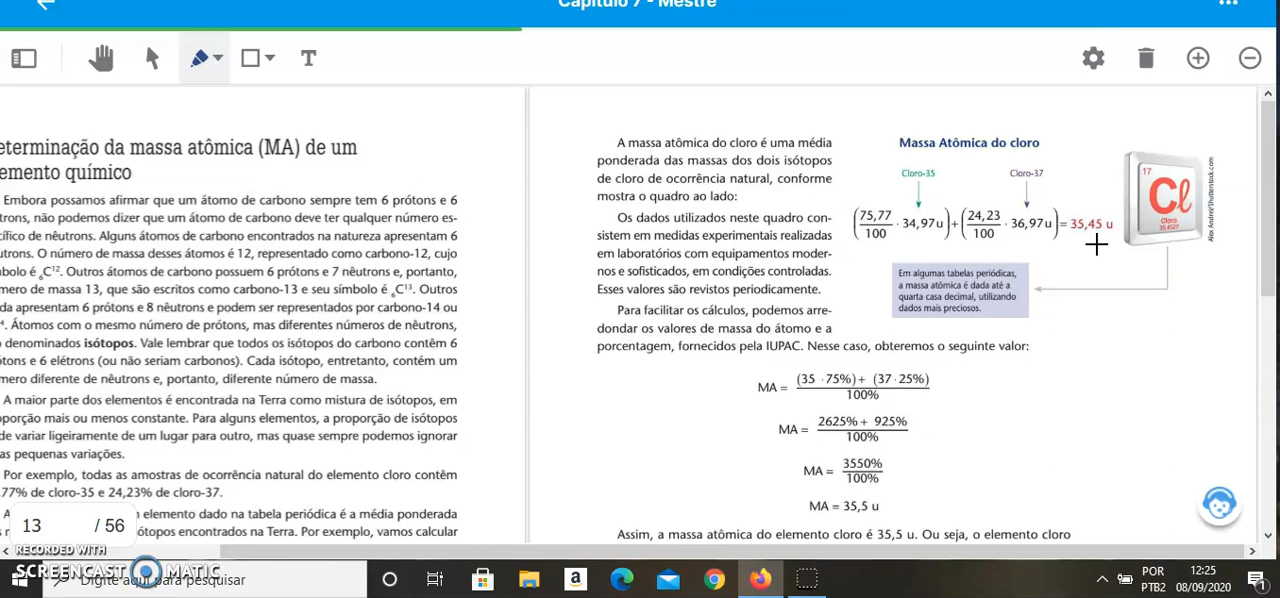 Capítulo 7 - Mestre
eterminação da massa atômica (MA) de um
emento químico
Embora possamos afirmar que um átomo de carbono sempre tem 6 prótons e 6
trons, não podemos dizer que um átomo de carbono deve ter qualquer número es-
cífico de nêutrons. Alguns átomos de carbono encontrados na natureza apresentam 6
utrons. O número de massa desses átomos é 12, representado como carbono-12, cujo
bolo é ₆C¹². Outros átomos de carbono possuem 6 prótons e 7 nêutrons e, portanto,
mero de massa 13, que são escritos como carbono-13 e seu símbolo é ₆C¹³. Outros
da apresentam 6 prótons e 8 nêutrons e podem ser representados por carbono-14 ou
⁴. Átomos com o mesmo número de prótons, mas diferentes números de nêutrons,
o denominados isótopos. Vale lembrar que todos os isótopos do carbono contêm 6
ótons e 6 elétrons (ou não seriam carbonos). Cada isótopo, entretanto, contém um
mero diferente de nêutrons e, portanto, diferente número de massa.
A maior parte dos elementos é encontrada na Terra como mistura de isótopos, em
oporção mais ou menos constante. Para alguns elementos, a proporção de isótopos
de variar ligeiramente de um lugar para outro, mas quase sempre podemos ignorar
as pequenas variações.
Por exemplo, todas as amostras de ocorrência natural do elemento cloro contêm
,77% de cloro-35 e 24,23% de cloro-37.
A
elemento dado na tabela periódica é a média ponderada
ótopos encontrados na Terra. Por exemplo, vamos calcular
13 / 56
A massa atômica do cloro é uma média
ponderada das massas dos dois isótopos
de cloro de ocorrência natural, conforme
mostra o quadro ao lado:
Os dados utilizados neste quadro con-
sistem em medidas experimentais realizadas
em laboratórios com equipamentos moder-
nos e sofisticados, em condições controladas.
Esses valores são revistos periodicamente.
Para facilitar os cálculos, podemos arre-
dondar os valores de massa do átomo e a
porcentagem, fornecidos pela IUPAC. Nesse caso, obteremos o seguinte valor:
Massa Atômica do cloro
Cloro-35 Cloro-37
(75,77/100 · 34,97u) + (24,23/100 · 36,97u) = 35,45 u
17
Cl
Cloro
35,4527
Alex André/Shutterstock.com
Em algumas tabelas periódicas,
a massa atômica é dada até a
quarta casa decimal, utilizando
dados mais preciosos.
MA = (35 · 75%) + (37 · 25%) / 100%
MA = 2625% + 925% / 100%
MA = 3550% / 100%
MA = 35,5 u
Assim, a massa atômica do elemento cloro é 35,5 u. Ou seja, o elemento cloro
RECORDED WITH
SCREENCAST MATIC
Digite aqui para pesquisar
POR
PTB2
12:25
08/09/2020